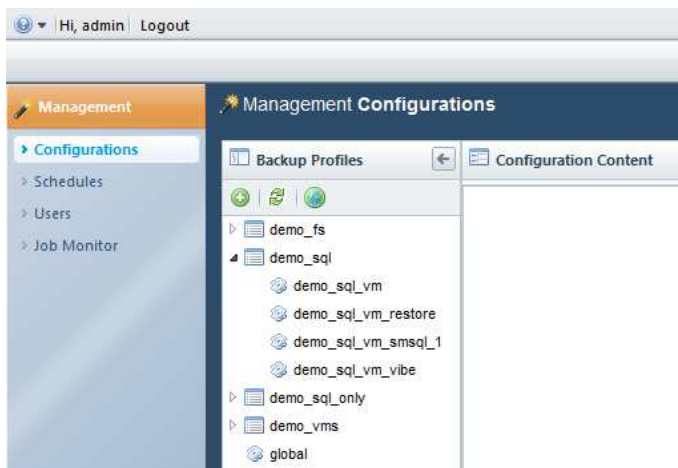 Hi, admin Logout
Management
Management Configurations
Configurations
Schedules
Users
Job Monitor
Backup Profiles
Configuration Content
demo_fs
demo_sql
demo_sql_vm
demo_sql_vm_restore
demo_sql_vm_smsql_1
demo_sql_vm_vibe
demo_sql_only
demo_vms
global